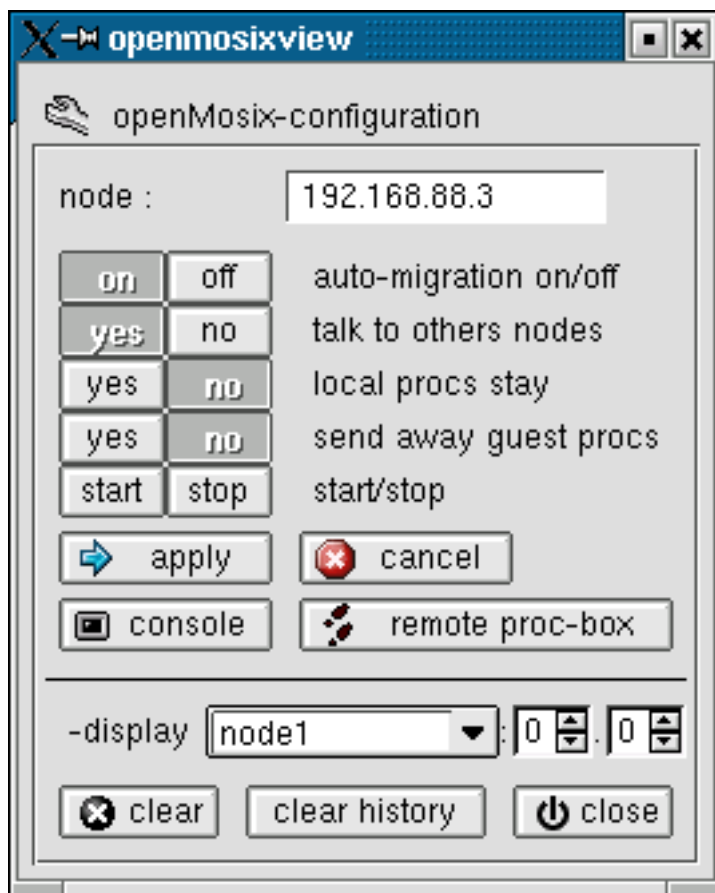 openmosixview
openMosix-configuration
node : 192.168.88.3
on off auto-migration on/off
yes no talk to others nodes
yes no local procs stay
yes no send away guest procs
start stop start/stop
apply cancel
console remote proc-box
-display node1 : 0 . 0
clear clear history close